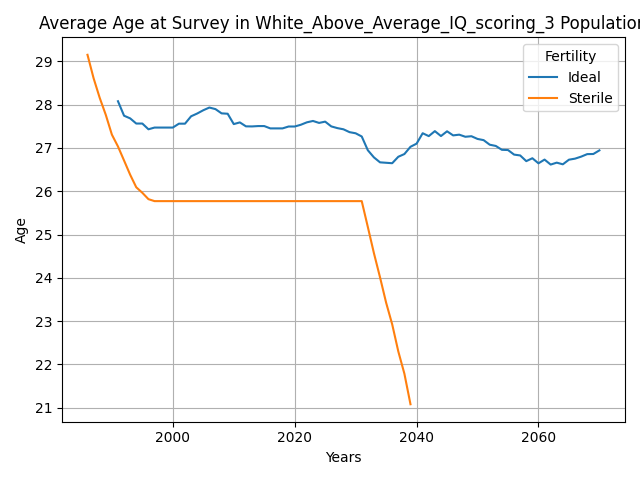 Average Age at Survey in White_Above_Average_IQ_scoring_3 Population
Fertility
Ideal
Sterile
Age
29
28
27
26
25
24
23
22
21
2000 2020 2040 2060
Years